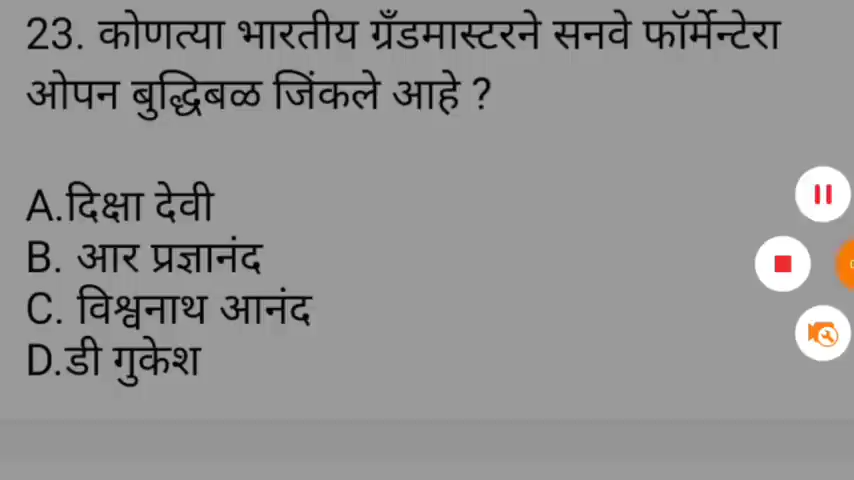 23. कोणत्या भारतीय ग्रँडमास्टरने सनवे फॉर्मेन्टेरा
ओपन बुद्धिबळ जिंकले आहे ?
A.दिक्षा देवी
B. आर प्रज्ञानंद
C. विश्वनाथ आनंद
D.डी गुकेश